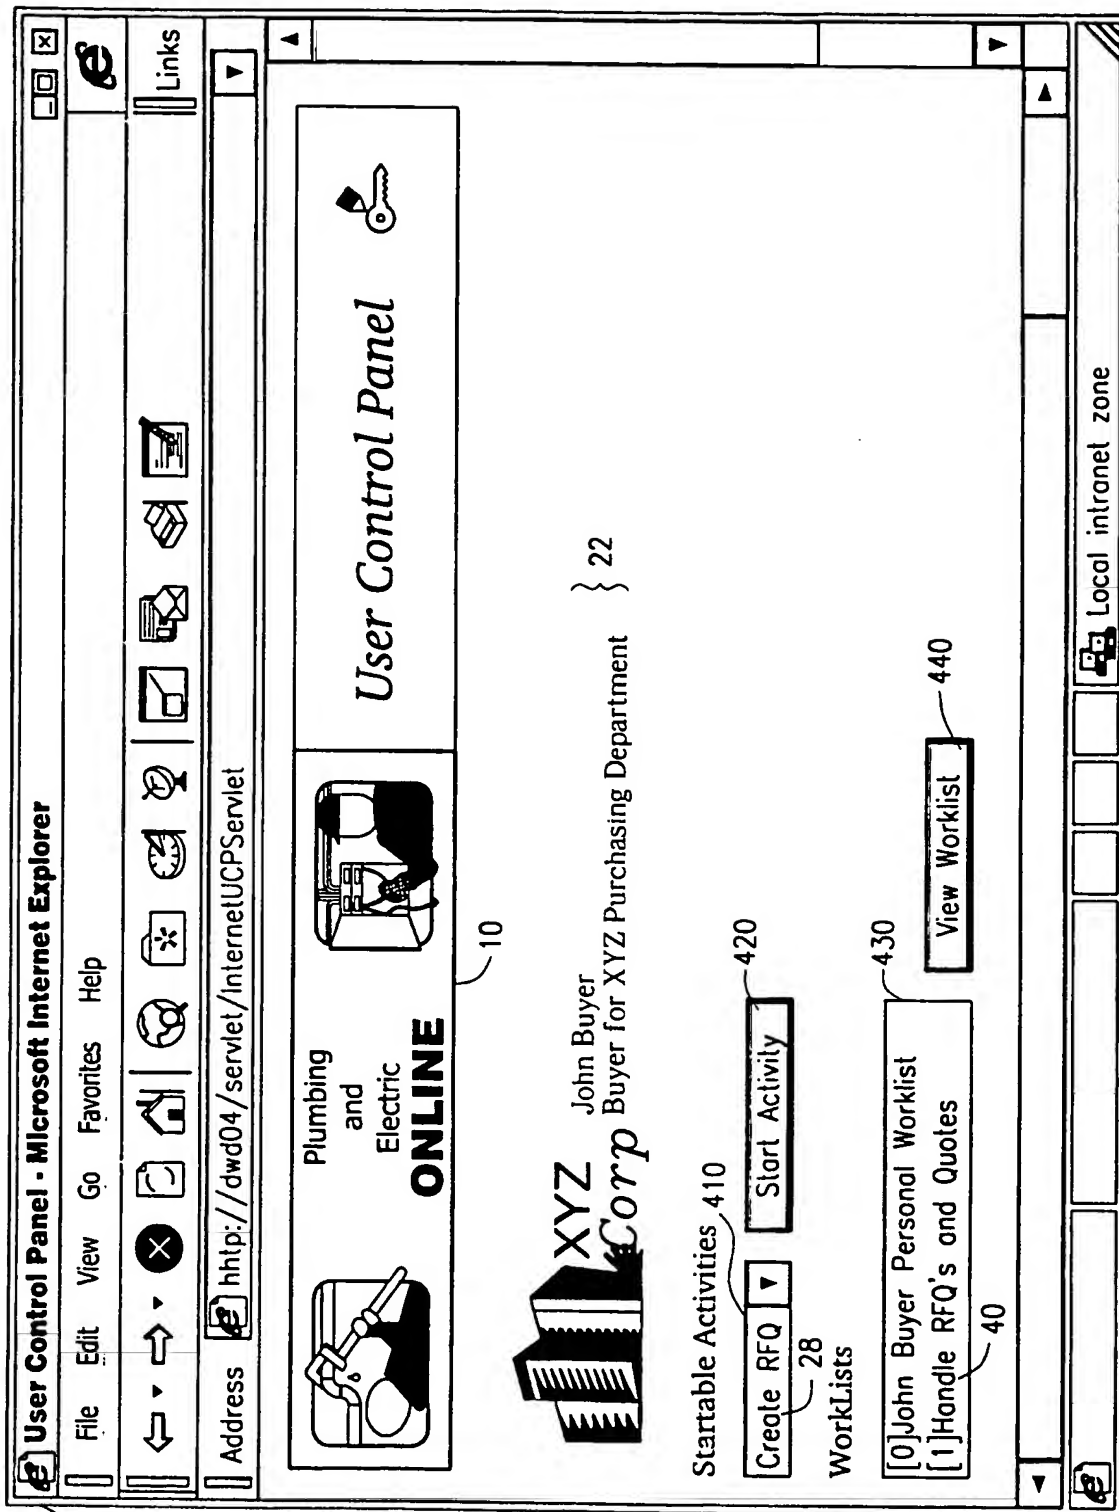 User Control Panel - Microsoft Internet Explorer
File Edit View Go Favorites Help
Links
Address hhtp://dwd04/servlet/InternetUCPServlet
Plumbing
and
Electric
ONLINE
User Control Panel
10
XYZ
Corp
John Buyer
Buyer for XYZ Purchasing Department
22
Startable Activities 410
Create RFQ
Start Activity
420
28
WorkLists
[0]John Buyer Personal Worklist
[1]Handle RFQ's and Quotes
430
View Worklist
440
40
Local intranet zone